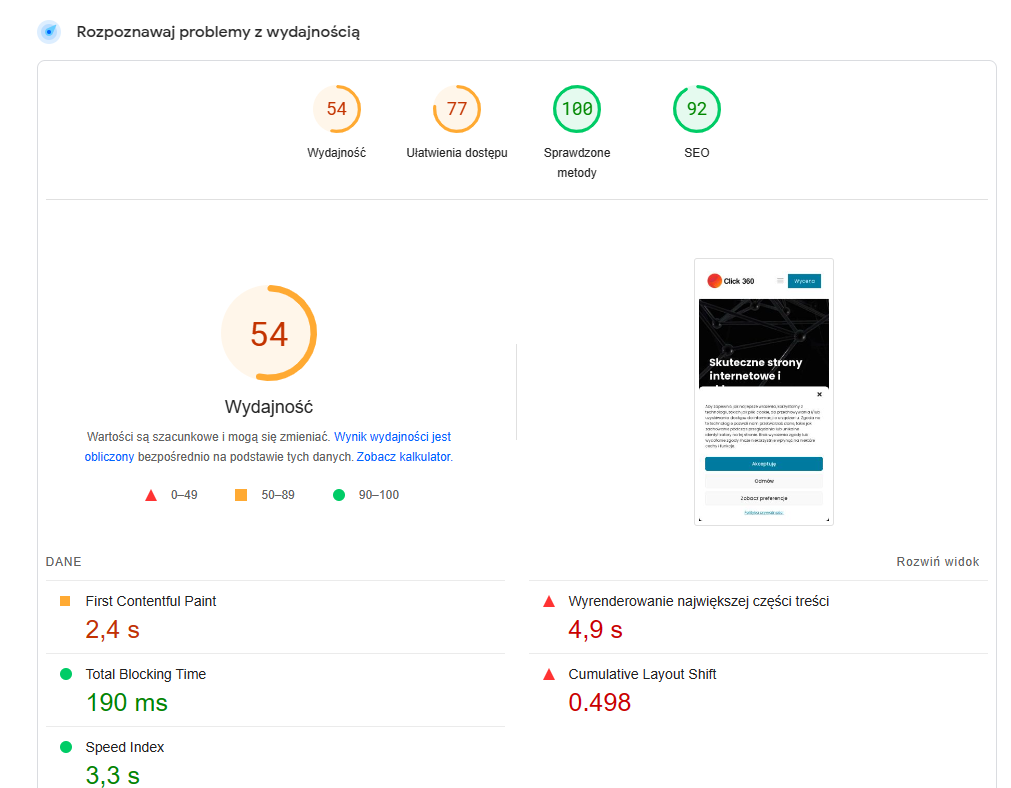 Rozpoznawaj problemy z wydajnością
54
Wydajność
77
Ułatwienia dostępu
100
Sprawdzone
metody
92
SEO
54
Wydajność
Wartości są szacunkowe i mogą się zmieniać. Wynik wydajności jest
obliczony bezpośrednio na podstawie tych danych. Zobacz kalkulator.
0–49
50–89
90–100
Click 360
Wycena
Skuteczne strony
internetowe i
Akceptuję
Odmów
Zobacz preferencje
DANE
Rozwiń widok
First Contentful Paint
2,4 s
Wyrenderowanie największej części treści
4,9 s
Total Blocking Time
190 ms
Cumulative Layout Shift
0.498
Speed Index
3,3 s